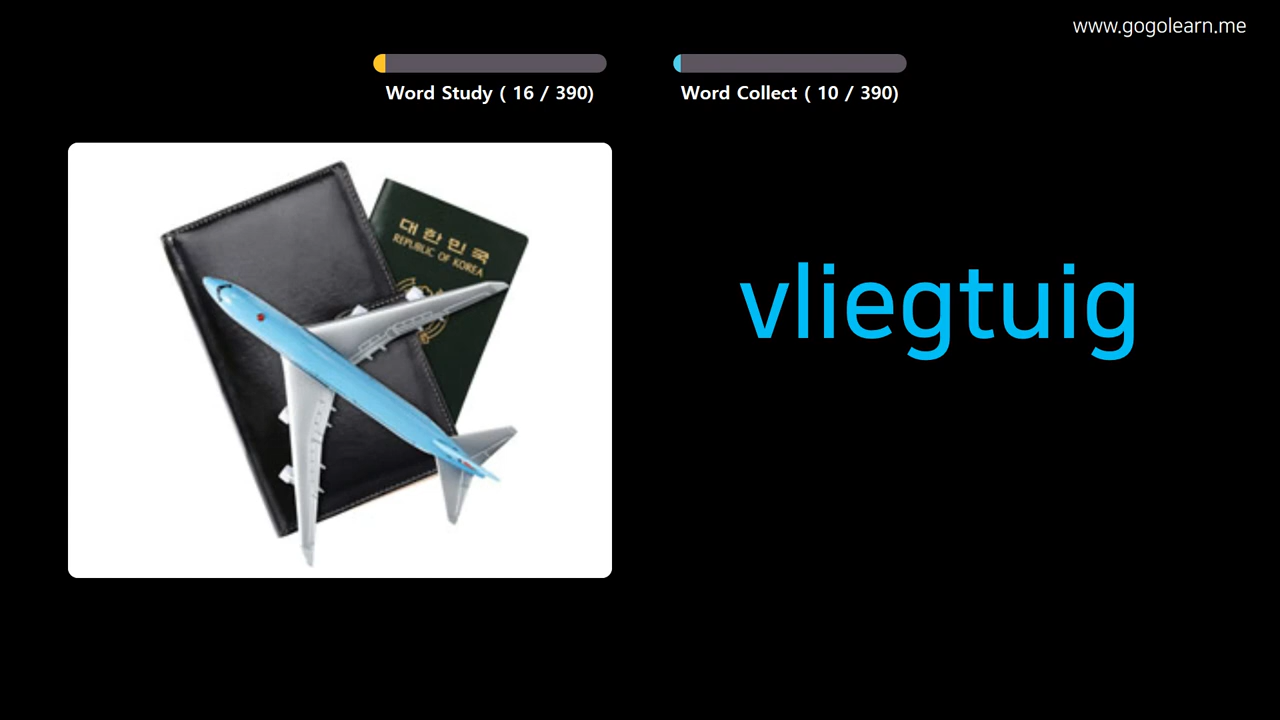 www.gogolearn.me
Word Study ( 16 / 390)
Word Collect ( 10 / 390)
대한민국
REPUBLIC OF KOREA
vliegtuig